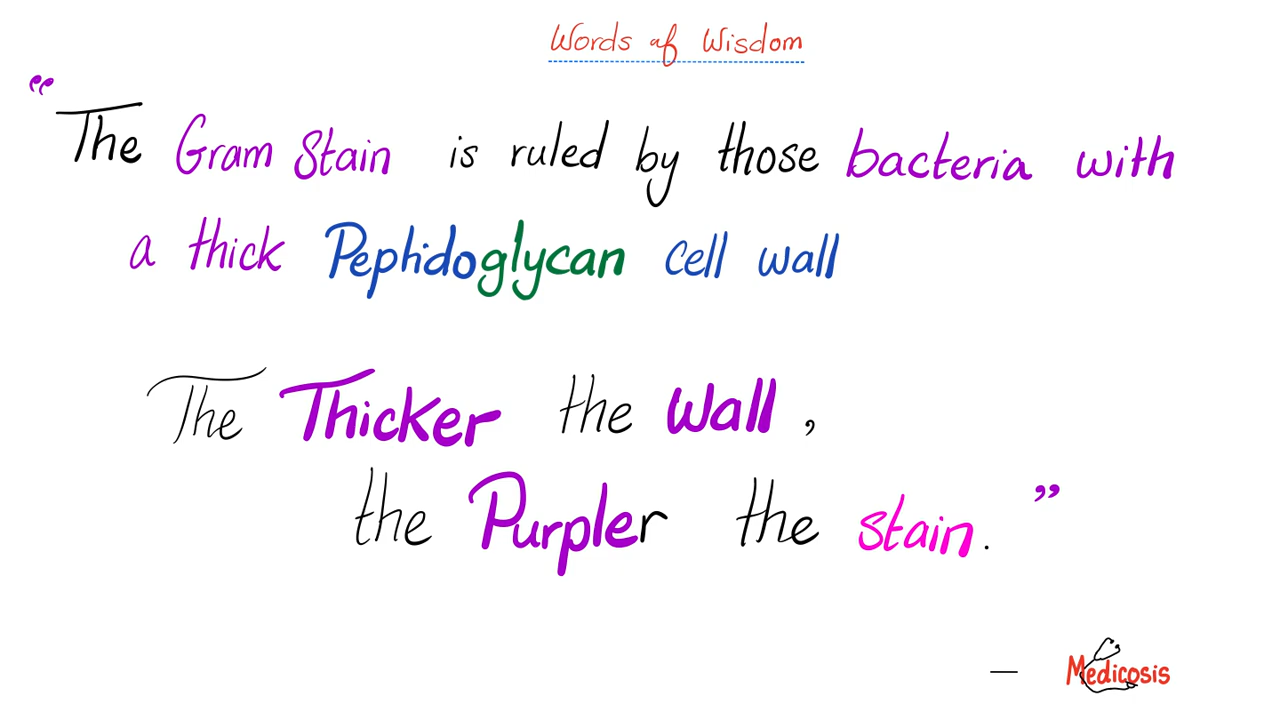 Words of Wisdom
“The Gram Stain is ruled by those bacteria with
a thick Peptidoglycan cell wall
The Thicker the Wall,
the Purpler the stain.”
— Medicosis